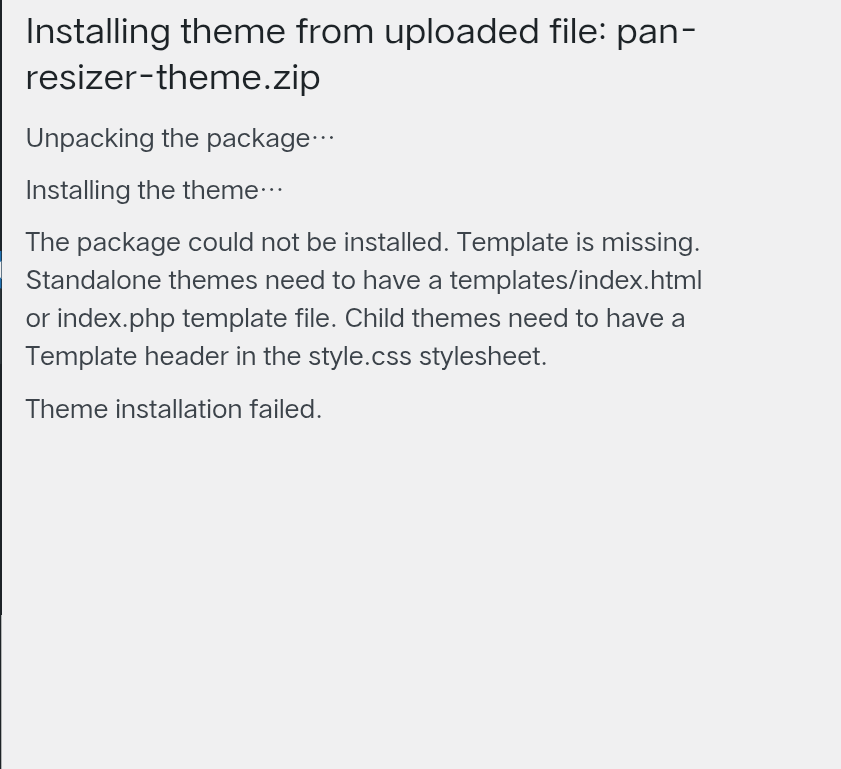 Installing theme from uploaded file: pan-
resizer-theme.zip
Unpacking the package…
Installing the theme…
The package could not be installed. Template is missing.
Standalone themes need to have a templates/index.html
or index.php template file. Child themes need to have a
Template header in the style.css stylesheet.
Theme installation failed.